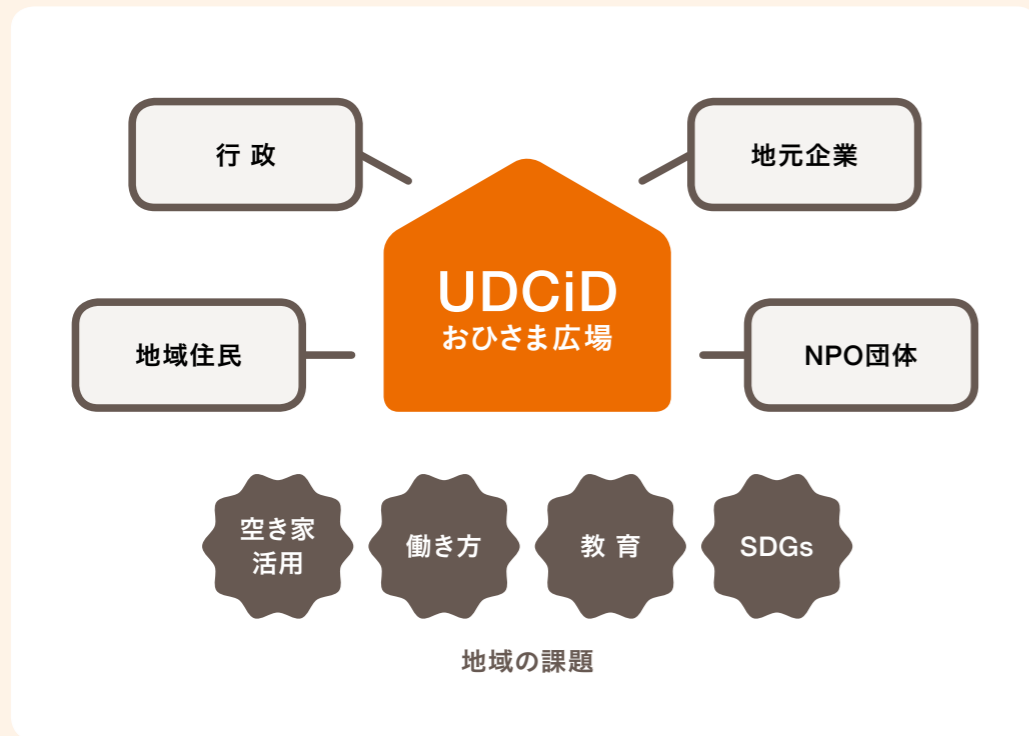 行 政
地元企業
UDCiD
おひさま広場
地域住民
NPO団体
空き家
活用
働き方
教 育
SDGs
地域の課題